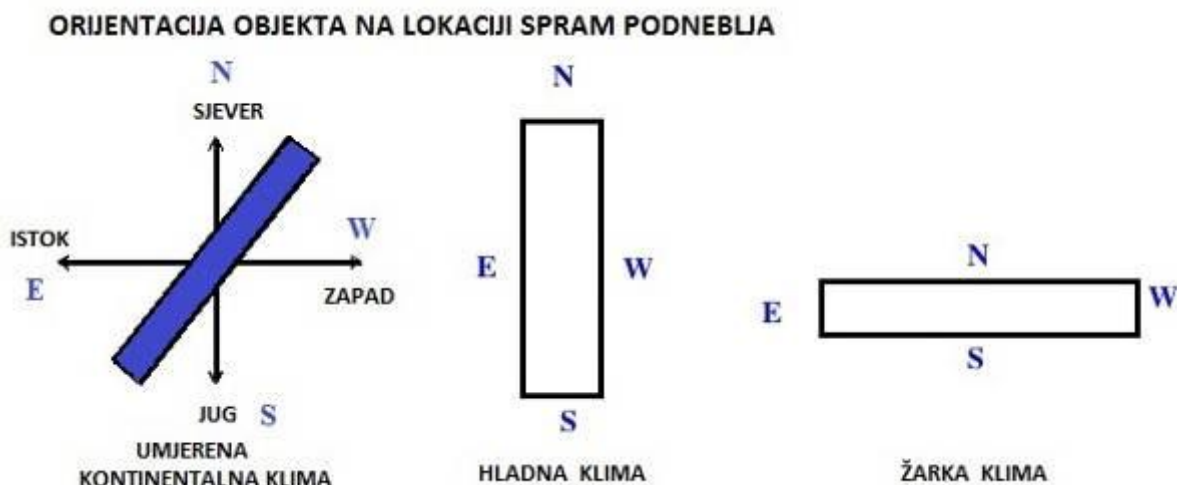 ORIJENTACIJA OBJEKTA NA LOKACIJI SPRAM PODNEBLJA
N
SJEVER
ISTOK
E
W
ZAPAD
JUG S
UMJERENA
KONTINENTALNA KLIMA
N
E
W
S
HLADNA KLIMA
N
E
W
S
ŽARKA KLIMA